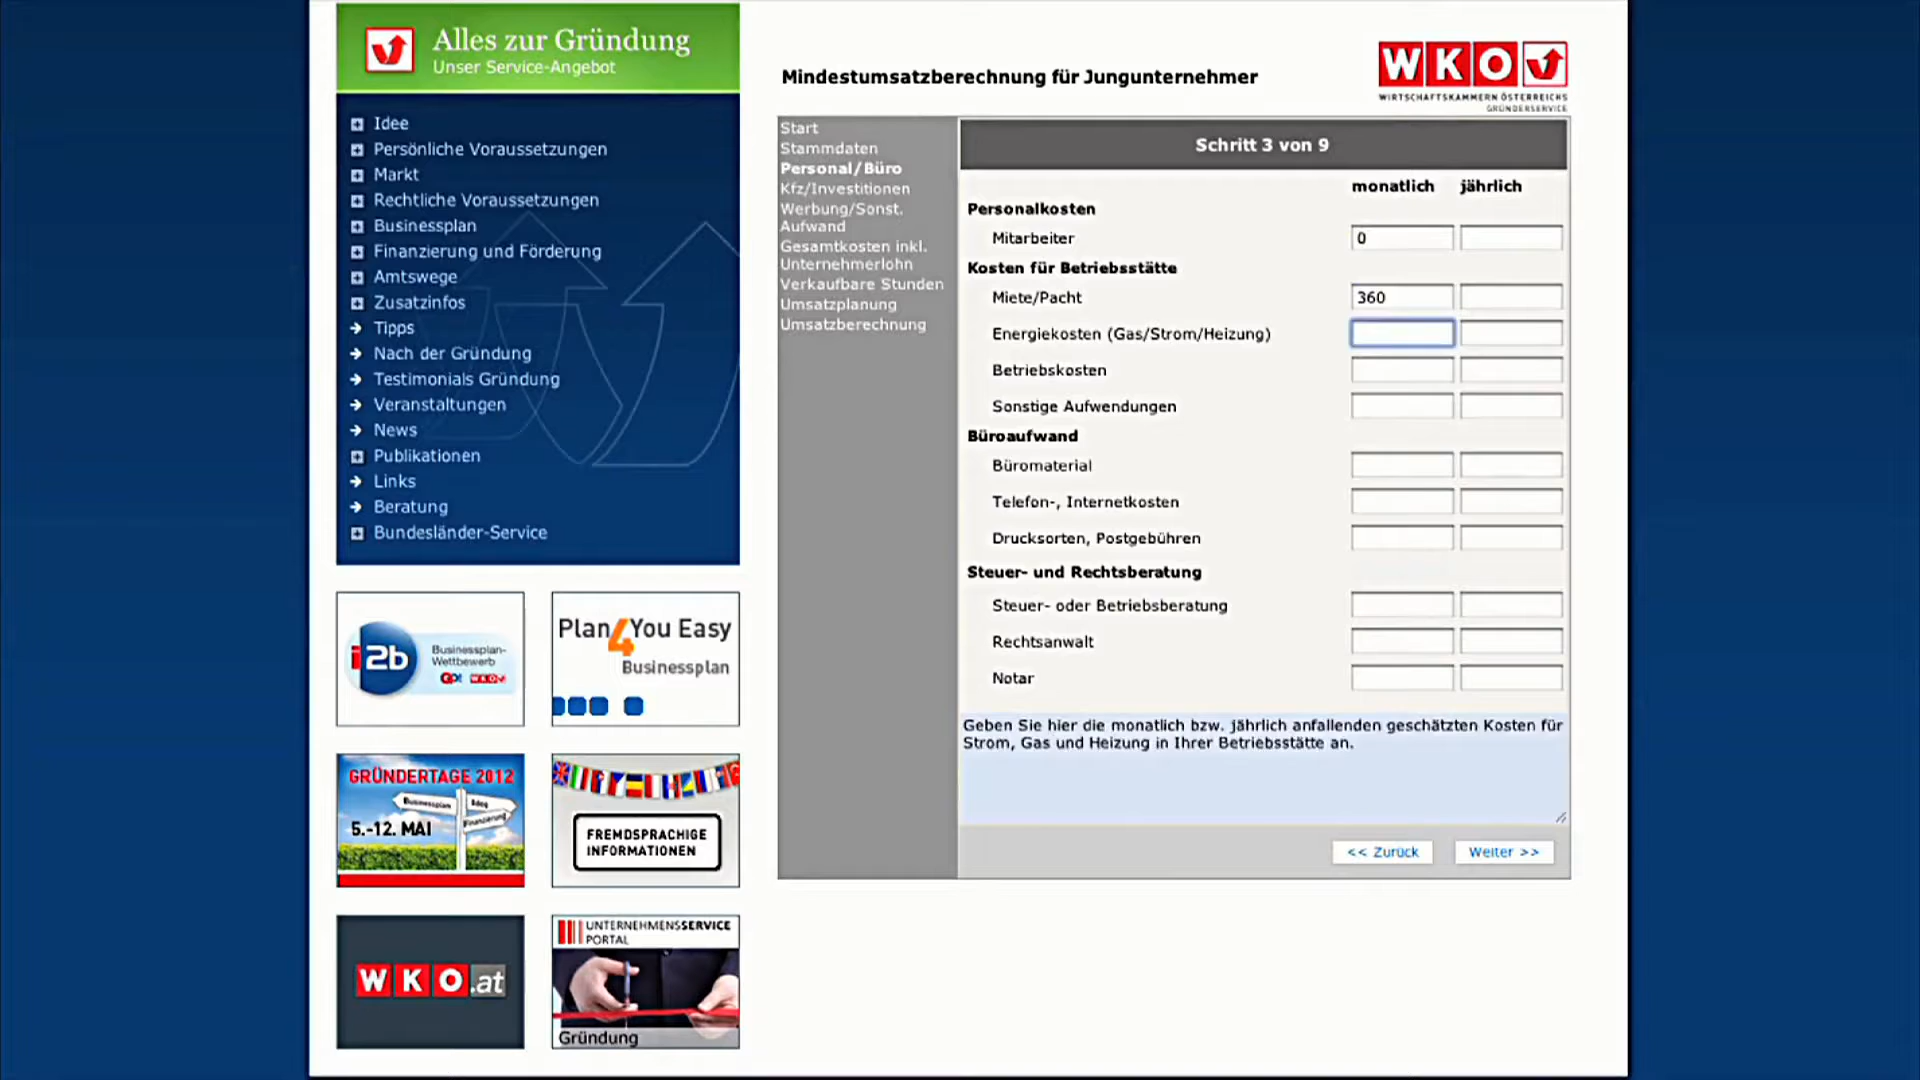 Alles zur Gründung
Unser Service-Angebot
Idee
Persönliche Voraussetzungen
Markt
Rechtliche Voraussetzungen
Businessplan
Finanzierung und Förderung
Amtswege
Zusatzinfos
Tipps
Nach der Gründung
Testimonials Gründung
Veranstaltungen
News
Publikationen
Links
Beratung
Bundesländer-Service
i2b
Businessplan-
Wettbewerb
WKO
Plan4You Easy
Businessplan
GRÜNDERTAGE 2012
Businessplan
Idee
Finanzierung
5.-12. MAI
FREMDSPRACHIGE
INFORMATIONEN
WKO.at
UNTERNEHMENSSERVICE
PORTAL
Gründung
Mindestumsatzberechnung für Jungunternehmer
WKO
WIRTSCHAFTSKAMMERN ÖSTERREICHS
GRÜNDERSERVICE
Start
Stammdaten
Personal/Büro
Kfz/Investitionen
Werbung/Sonst.
Aufwand
Gesamtkosten inkl.
Unternehmerlohn
Verkaufbare Stunden
Umsatzplanung
Umsatzberechnung
Schritt 3 von 9
monatlich jährlich
Personalkosten
Mitarbeiter 0
Kosten für Betriebsstätte
Miete/Pacht 360
Energiekosten (Gas/Strom/Heizung)
Betriebskosten
Sonstige Aufwendungen
Büroaufwand
Büromaterial
Telefon-, Internetkosten
Drucksorten, Postgebühren
Steuer- und Rechtsberatung
Steuer- oder Betriebsberatung
Rechtsanwalt
Notar
Geben Sie hier die monatlich bzw. jährlich anfallenden geschätzten Kosten für
Strom, Gas und Heizung in Ihrer Betriebsstätte an.
<< Zurück Weiter >>